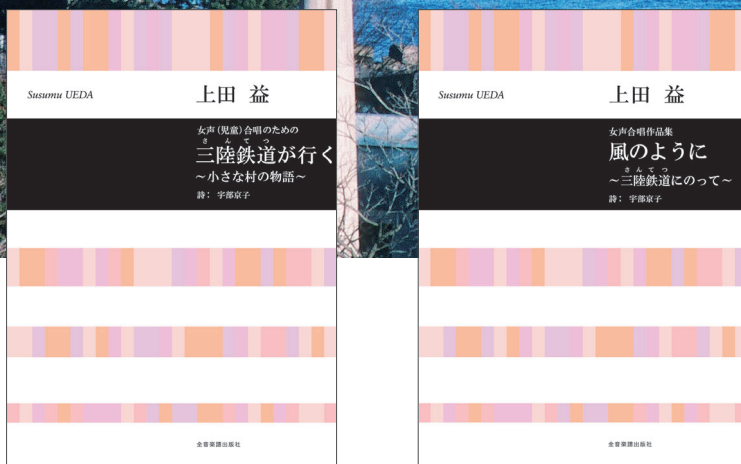 Susumu UEDA
上田 益
女声(児童)合唱のための
さんてつ
三陸鉄道が行く
～小さな村の物語～
詩: 宇部京子
全音楽譜出版社
Susumu UEDA
上田 益
女声合唱作品集
風のように
さんてつ
～三陸鉄道にのって～
詩: 宇部京子
全音楽譜出版社